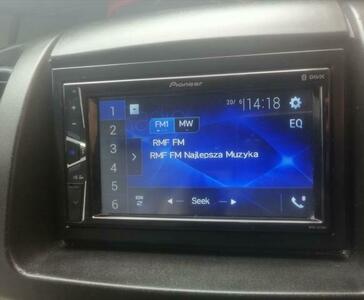 Pioneer
DIVX
1
20/ 6
14:18
2
FM1
MW
EQ
3
RMF FM
4
RMF FM Najlepsza Muzyka
5
6
Seek